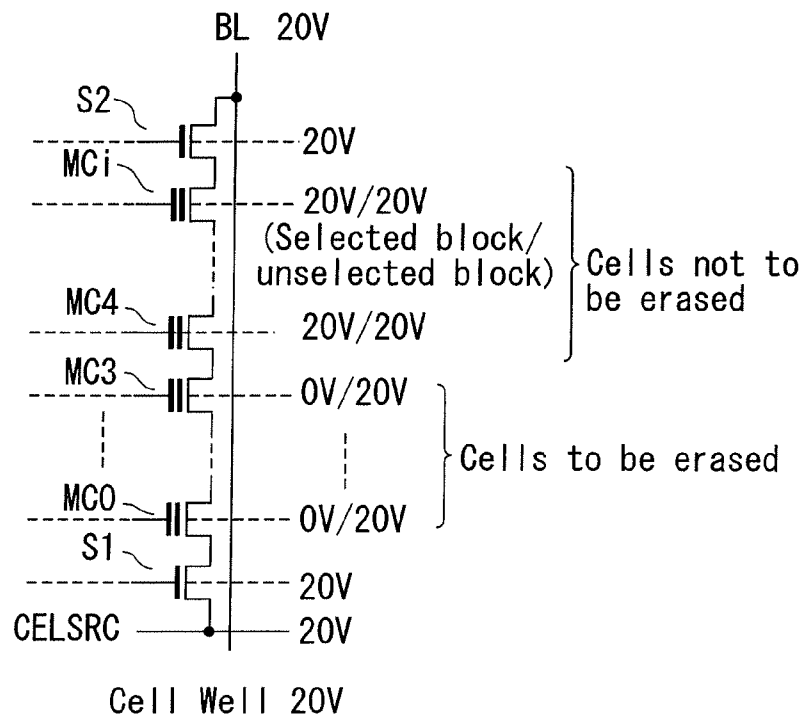 BL 20V
S2
20V
MCi
20V/20V
(Selected block/
unselected block)
Cells not to
be erased
MC4
20V/20V
MC3
0V/20V
Cells to be erased
MC0
0V/20V
S1
20V
CELSRC
20V
Cell Well 20V